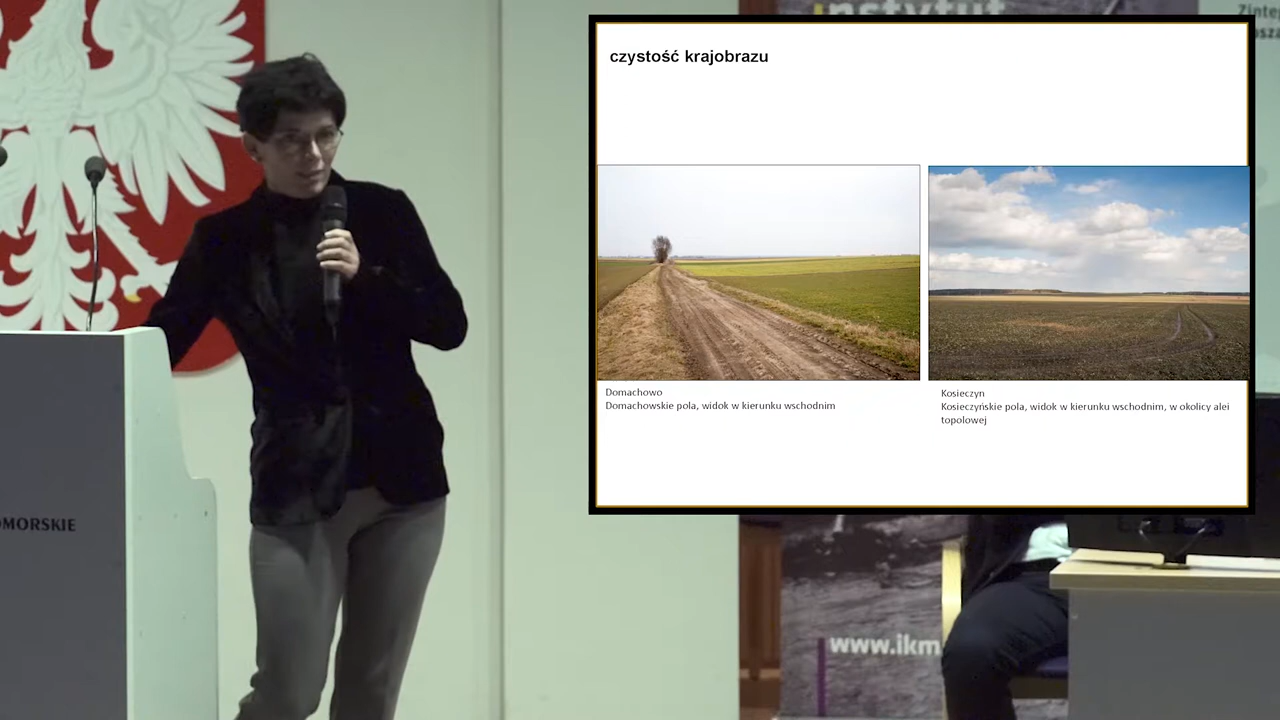 instytut
czystość krajobrazu
Domachowo
Domachowskie pola, widok w kierunku wschodnim
Kosieczyn
Kosieczyńskie pola, widok w kierunku wschodnim, w okolicy alei
topolowej
OMORSKIE
www.ikm